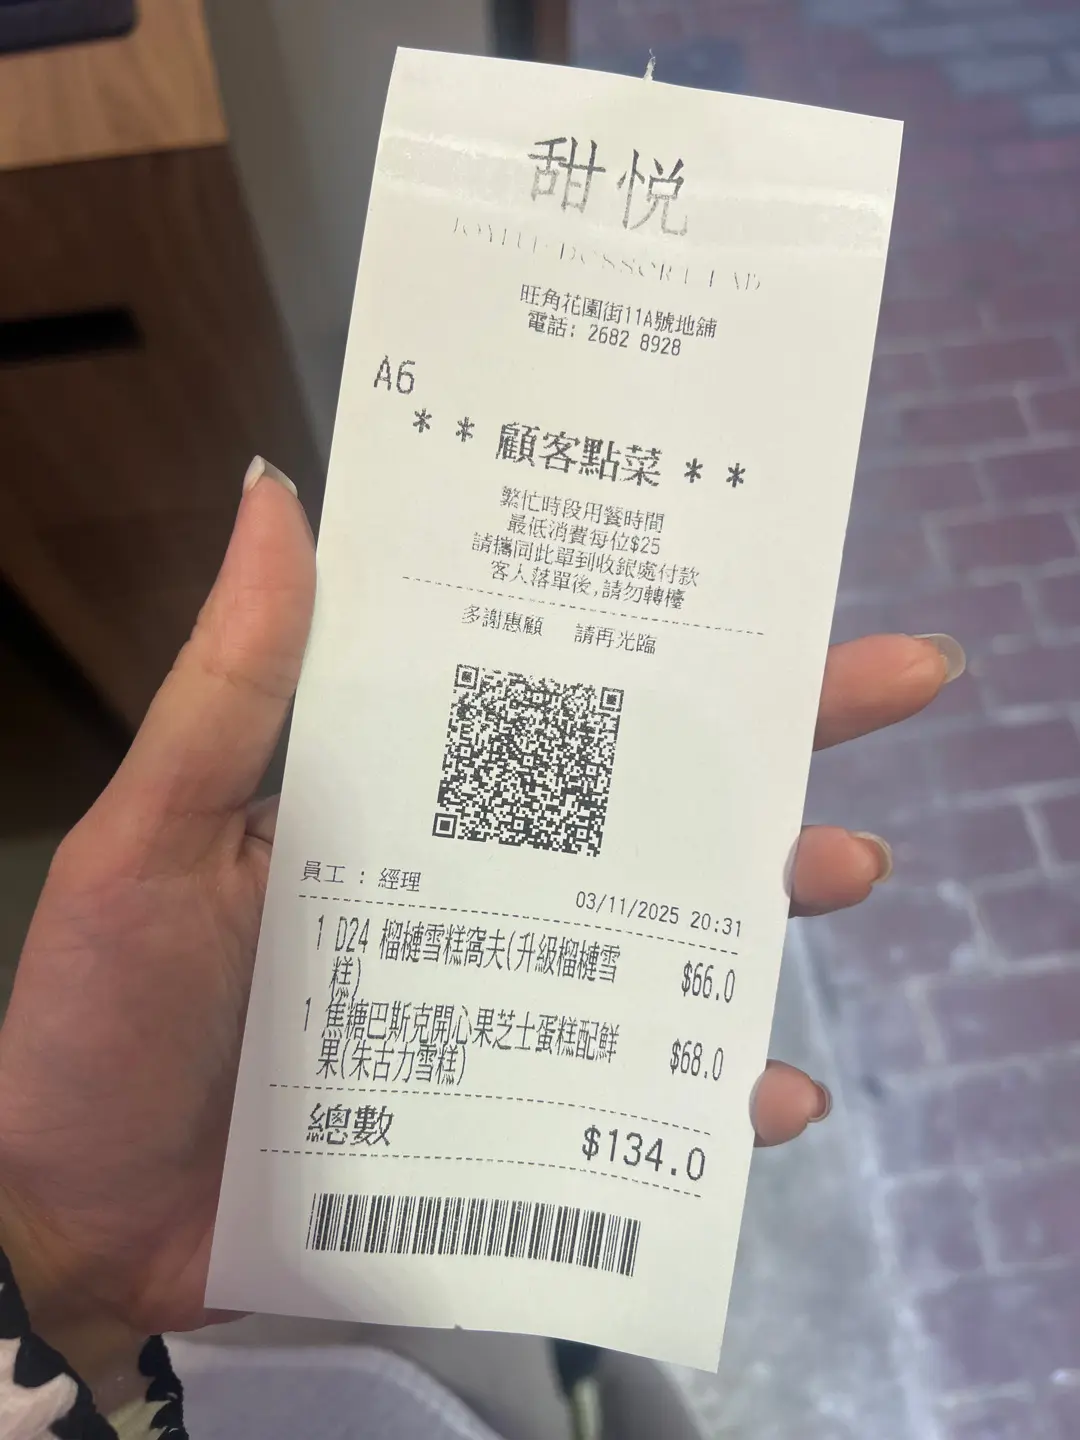 甜悦
JOYFUL DESSERT LAB
旺角花園街11A號地舖
電話: 2682 8928
A6
* * 顧客點菜 * *
繁忙時段用餐時間
最低消費每位$25
請攜同此單到收銀處付款
客人落單後,請勿轉檯
多謝惠顧 請再光臨
員工 : 經理
03/11/2025 20:31
1 D24 榴槤雪糕窩夫(升級榴槤雪 $66.0
糕)
1 焦糖巴斯克開心果芝士蛋糕配鮮 $68.0
果(朱古力雪糕)
總數 $134.0